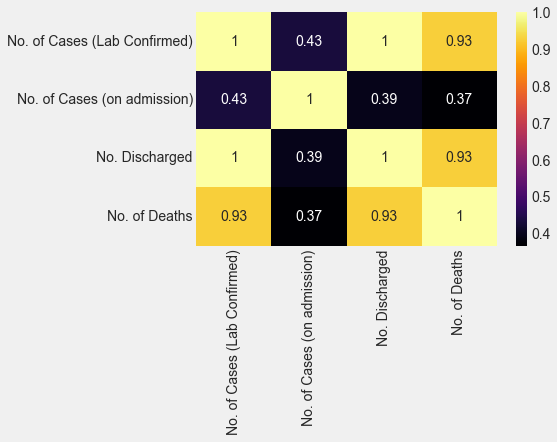 No. of Cases (Lab Confirmed) 1 0.43 1 0.93
No. of Cases (on admission) 0.43 1 0.39 0.37
No. Discharged 1 0.39 1 0.93
No. of Deaths 0.93 0.37 0.93 1
No. of Cases (Lab Confirmed)
No. of Cases (on admission)
No. Discharged
No. of Deaths
1.0
0.9
0.8
0.7
0.6
0.5
0.4